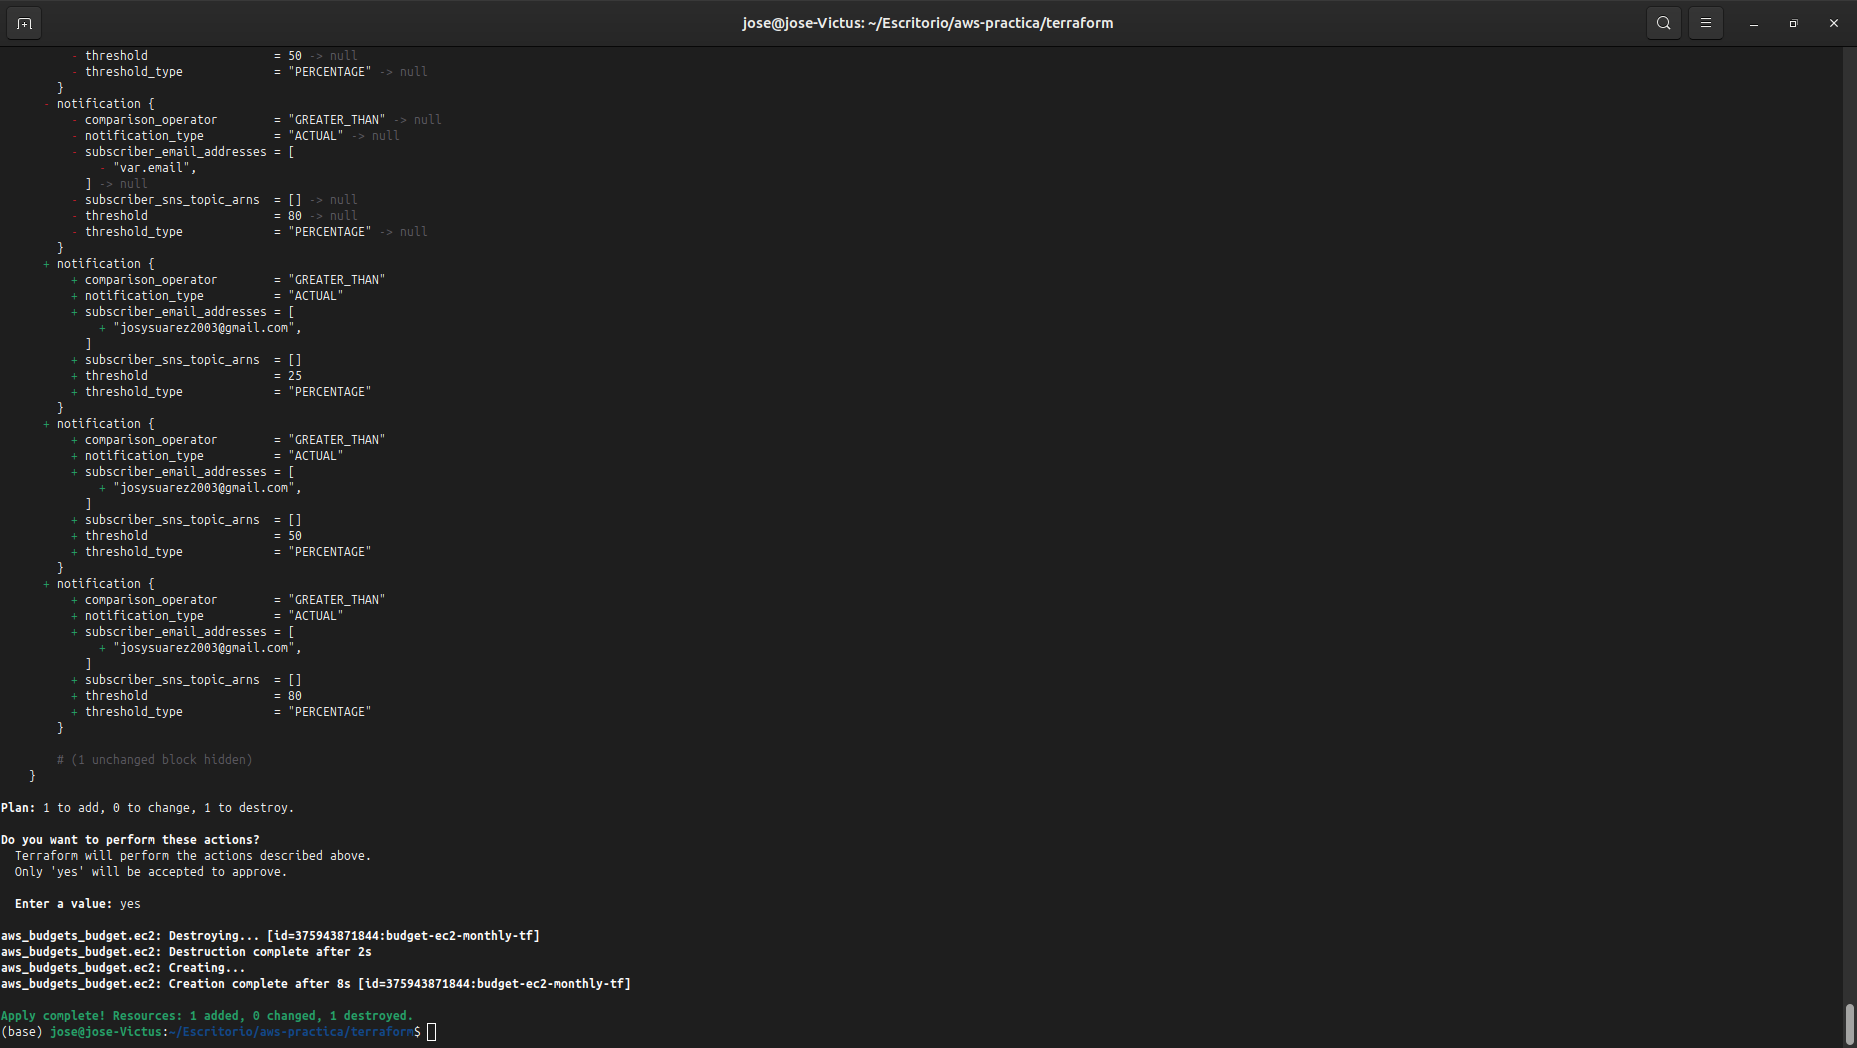 jose@jose-Victus: ~/Escritorio/aws-practica/terraform
- threshold = 50 -> null
- threshold_type = "PERCENTAGE" -> null
}
- notification {
- comparison_operator = "GREATER_THAN" -> null
- notification_type = "ACTUAL" -> null
- subscriber_email_addresses = [
- "var.email",
] -> null
- subscriber_sns_topic_arns = [] -> null
- threshold = 80 -> null
- threshold_type = "PERCENTAGE" -> null
}
+ notification {
+ comparison_operator = "GREATER_THAN"
+ notification_type = "ACTUAL"
+ subscriber_email_addresses = [
+ "josysuarez2003@gmail.com",
]
+ subscriber_sns_topic_arns = []
+ threshold = 25
+ threshold_type = "PERCENTAGE"
}
+ notification {
+ comparison_operator = "GREATER_THAN"
+ notification_type = "ACTUAL"
+ subscriber_email_addresses = [
+ "josysuarez2003@gmail.com",
]
+ subscriber_sns_topic_arns = []
+ threshold = 50
+ threshold_type = "PERCENTAGE"
}
+ notification {
+ comparison_operator = "GREATER_THAN"
+ notification_type = "ACTUAL"
+ subscriber_email_addresses = [
+ "josysuarez2003@gmail.com",
]
+ subscriber_sns_topic_arns = []
+ threshold = 80
+ threshold_type = "PERCENTAGE"
}
# (1 unchanged block hidden)
}
Plan: 1 to add, 0 to change, 1 to destroy.
Do you want to perform these actions?
Terraform will perform the actions described above.
Only 'yes' will be accepted to approve.
Enter a value: yes
aws_budgets_budget.ec2: Destroying... [id=375943871844:budget-ec2-monthly-tf]
aws_budgets_budget.ec2: Destruction complete after 2s
aws_budgets_budget.ec2: Creating...
aws_budgets_budget.ec2: Creation complete after 8s [id=375943871844:budget-ec2-monthly-tf]
Apply complete! Resources: 1 added, 0 changed, 1 destroyed.
(base) jose@jose-Victus:~/Escritorio/aws-practica/terraform$